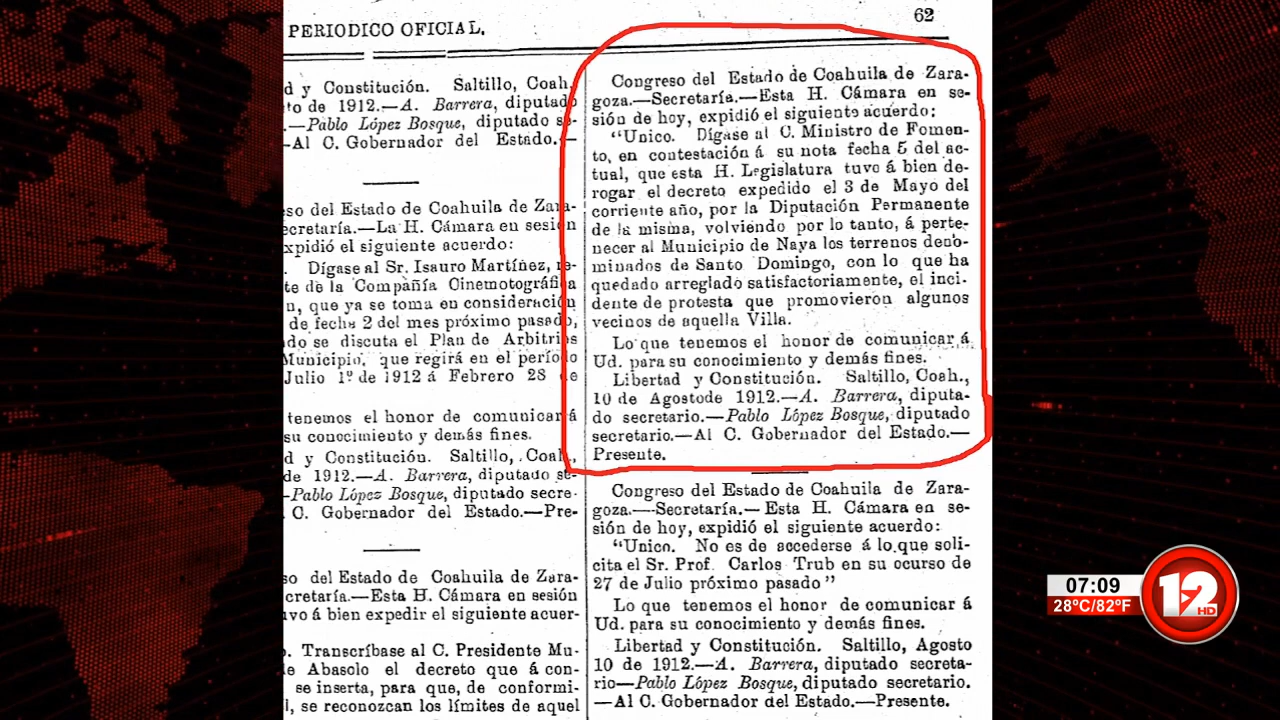 PERIODICO OFICIAL.
62
d y Constitución. Saltillo, Coah.
to de 1912.—A. Barrera, diputado
.—Pablo López Bosque, diputado se-
-Al C. Gobernador del Estado.—
so del Estado de Coahuila de Zara-
ecretaría.—La H. Cámara en sesión
xpidió el siguiente acuerdo:
. Dígase al Sr. Isauro Martínez, re-
te de la Compañía Cinemotográfica
n, que ya se toma en consideración
de fecha 2 del mes próximo pasado,
do se discuta el Plan de Arbitrios
Municipio, que regirá en el período
Julio 1º de 1912 á Febrero 28 de
tenemos el honor de comunicar á
su conocimiento y demás fines.
d y Constitución. Saltillo, Coah.,
de 1912.—A. Barrera, diputado se-
-Pablo López Bosque, diputado secre-
C. Gobernador del Estado.—Pre-
so del Estado de Coahuila de Zara-
cretaría.—Esta H. Cámara en sesión
vo á bien expedir el siguiente acuer-
o. Transcríbase al C. Presidente Mu-
e Abasolo el decreto que á con-
se inserta, para que, de conformi-
l, se reconozcan los límites de aquel
Congreso del Estado de Coahuila de Zara-
goza.—Secretaría.—Esta H. Cámara en se-
sión de hoy, expidió el siguiente acuerdo:
"Unico. Dígase al C. Ministro de Fomen-
to, en contestación á su nota fecha 5 del ac-
tual, que esta H. Legislatura tuvo á bien de-
rogar el decreto expedido el 3 de Mayo del
corriente año, por la Diputación Permanente
de la misma, volviendo por lo tanto, á perte-
necer al Municipio de Naya los terrenos deno-
minados de Santo Domingo, con lo que ha
quedado arreglado satisfactoriamente, el inci-
dente de protesta que promovieron algunos
vecinos de aquella Villa.
Lo que tenemos el honor de comunicar á
Ud. para su conocimiento y demás fines.
Libertad y Constitución. Saltillo, Coah.,
10 de Agostode 1912.—A. Barrera, diputa-
do secretario.—Pablo López Bosque, diputado
secretario.—Al C. Gobernador del Estado.—
Presente.
Congreso del Estado de Coahuila de Zara-
goza.—Secretaría.—Esta H. Cámara en se-
sión de hoy, expidió el siguiente acuerdo:
"Unico. No es de accederse á lo que soli-
cita el Sr. Prof. Carlos Trub en su ocurso de
27 de Julio próximo pasado"
Lo que tenemos el honor de comunicar á
Ud. para su conocimiento y demás fines.
Libertad y Constitución. Saltillo, Agosto
10 de 1912.—A. Barrera, diputado secreta-
rio—Pablo López Bosque, diputado secretario.
—Al C. Gobernador del Estado.—Presente.
07:09
28ºC/82ºF
12
HD